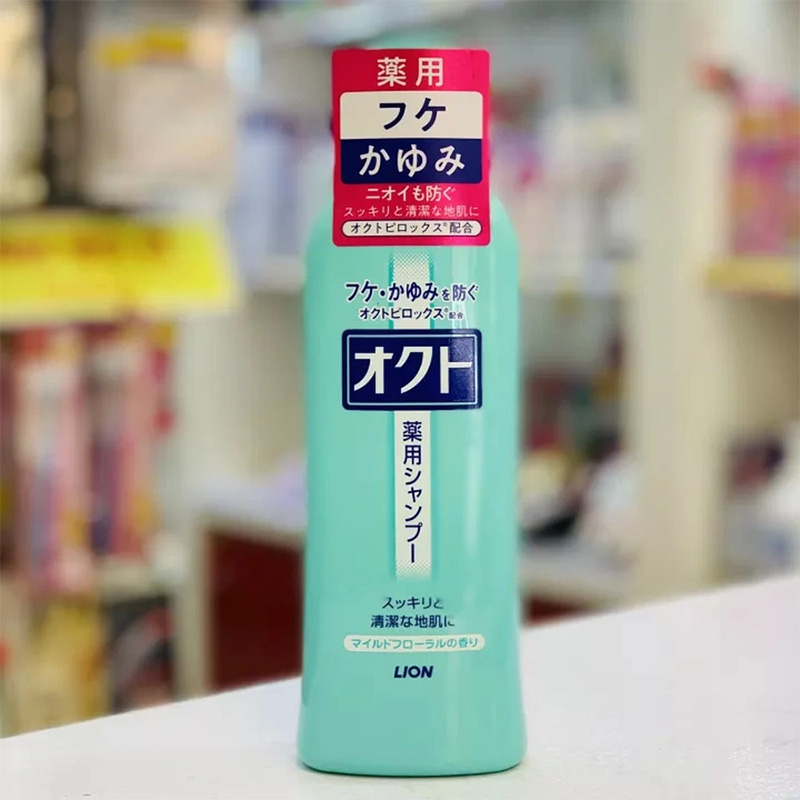 薬用
フケ
かゆみ
ニオイも防ぐ
スッキリと清潔な地肌に
オクトピロックス®配合
フケ・かゆみを防ぐ
オクトピロックス®配合
オクト
薬用シャンプー
スッキリと
清潔な地肌に
マイルドフローラルの香り
LION